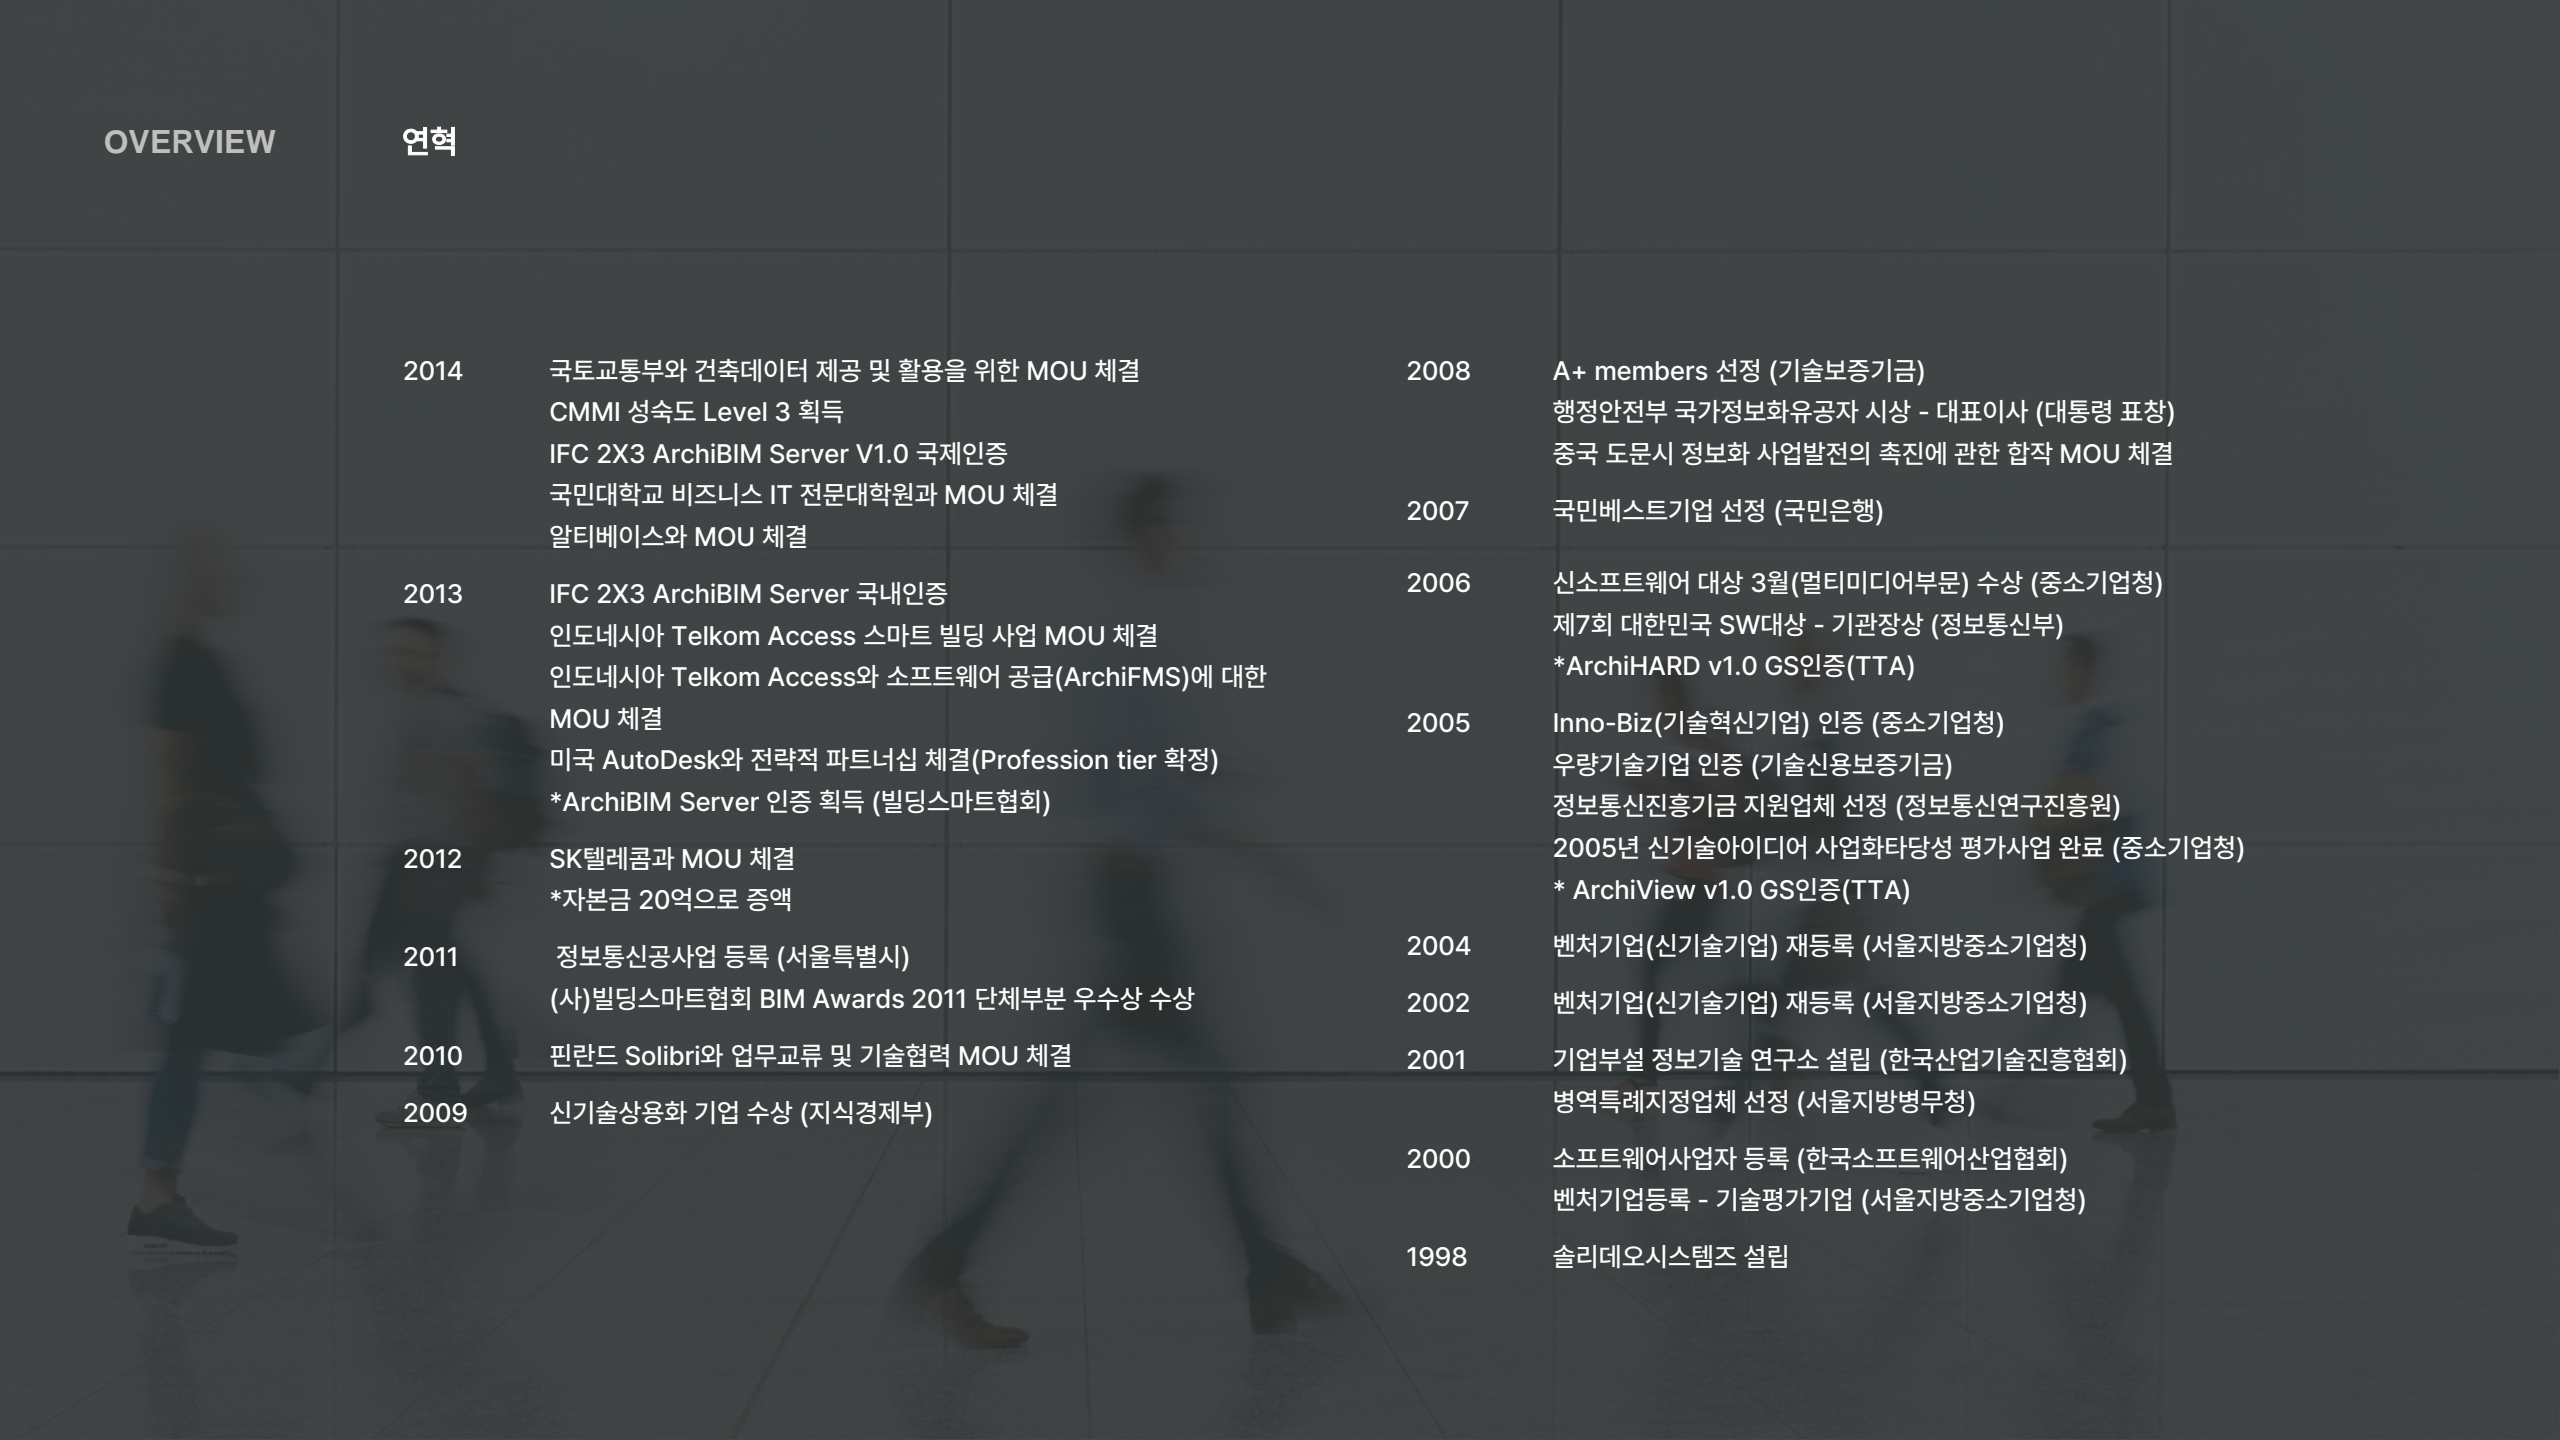 OVERVIEW
연혁
2014
국토교통부와 건축데이터 제공 및 활용을 위한 MOU 체결
CMMI 성숙도 Level 3 획득
IFC 2X3 ArchiBIM Server V1.0 국제인증
국민대학교 비즈니스 IT 전문대학원과 MOU 체결
알티베이스와 MOU 체결
2013
IFC 2X3 ArchiBIM Server 국내인증
인도네시아 Telkom Access 스마트 빌딩 사업 MOU 체결
인도네시아 Telkom Access와 소프트웨어 공급(ArchiFMS)에 대한
MOU 체결
미국 AutoDesk와 전략적 파트너십 체결(Profession tier 확정)
*ArchiBIM Server 인증 획득 (빌딩스마트협회)
2012
SK텔레콤과 MOU 체결
*자본금 20억으로 증액
2011
정보통신공사업 등록 (서울특별시)
(사)빌딩스마트협회 BIM Awards 2011 단체부분 우수상 수상
2010
핀란드 Solibri와 업무교류 및 기술협력 MOU 체결
2009
신기술상용화 기업 수상 (지식경제부)
2008
A+ members 선정 (기술보증기금)
행정안전부 국가정보화유공자 시상 - 대표이사 (대통령 표창)
중국 도문시 정보화 사업발전의 촉진에 관한 합작 MOU 체결
2007
국민베스트기업 선정 (국민은행)
2006
신소프트웨어 대상 3월(멀티미디어부문) 수상 (중소기업청)
제7회 대한민국 SW대상 - 기관장상 (정보통신부)
*ArchiHARD v1.0 GS인증(TTA)
2005
Inno-Biz(기술혁신기업) 인증 (중소기업청)
우량기술기업 인증 (기술신용보증기금)
정보통신진흥기금 지원업체 선정 (정보통신연구진흥원)
2005년 신기술아이디어 사업화타당성 평가사업 완료 (중소기업청)
* ArchiView v1.0 GS인증(TTA)
2004
벤처기업(신기술기업) 재등록 (서울지방중소기업청)
2002
벤처기업(신기술기업) 재등록 (서울지방중소기업청)
2001
기업부설 정보기술 연구소 설립 (한국산업기술진흥협회)
병역특례지정업체 선정 (서울지방병무청)
2000
소프트웨어사업자 등록 (한국소프트웨어산업협회)
벤처기업등록 - 기술평가기업 (서울지방중소기업청)
1998
솔리데오시스템즈 설립